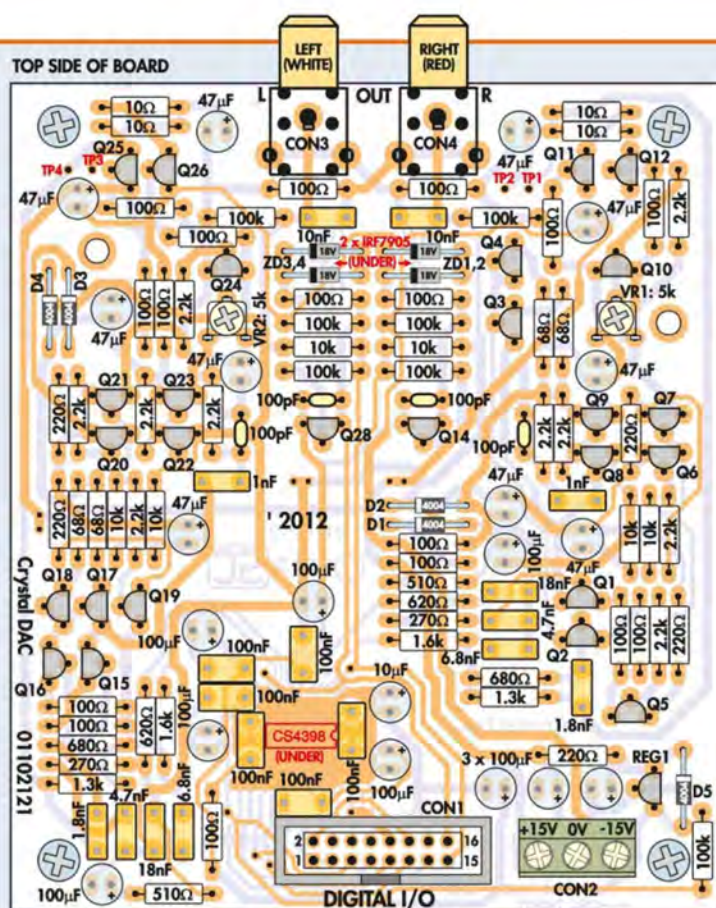 TOP SIDE OF BOARD
LEFT (WHITE)
RIGHT (RED)
L OUT R
CON3
CON4
10Ω
10Ω
47µF
Q25
TP4
TP3
Q26
47µF
100Ω
100Ω
100k
100Ω
100Ω
100k
10nF
10nF
2 x IRF7905
(UNDER)
18V
18V
18V
18V
ZD3,4
ZD1,2
47µF
TP2 TP1
10Ω
10Ω
Q11
Q12
100Ω
47µF
100Ω
2.2k
Q4
Q10
Q3
VR1: 5k
68Ω
68Ω
47µF
D4
D3
4004
4004
47µF
100Ω
100Ω
2.2k
Q24
VR2: 5k
47µF
100Ω
100k
10k
100k
100Ω
100k
10k
100k
100pF
100pF
Q28
Q14
220Ω
2.2k
Q21
Q20
2.2k
Q23
Q22
2.2k
100pF
1nF
100pF
2.2k
2.2k
Q9
Q8
220Ω
Q7
Q6
1nF
220Ω
68Ω
68Ω
10k
2.2k
10k
47µF
' 2012
D2
D1
4004
4004
47µF
100µF
47µF
10k
10k
2.2k
100Ω
100Ω
510Ω
620Ω
270Ω
1.6k
18nF
4.7nF
6.8nF
Q1
Q2
100Ω
100Ω
2.2k
220Ω
680Ω
1.3k
1.8nF
Q5
Crystal DAC
01102121
Q18
Q17
Q19
Q16
Q15
100µF
100µF
100nF
100nF
100nF
100nF
100nF
100nF
CS4398
(UNDER)
10µF
100µF
100µF
100Ω
100Ω
680Ω
270Ω
1.3k
620Ω
1.6k
1.8nF
4.7nF
18nF
6.8nF
100Ω
510Ω
100µF
CON1
2
1
16
15
DIGITAL I/O
3 x 100µF
220Ω
REG1
4004
D5
100k
+15V 0V -15V
CON2